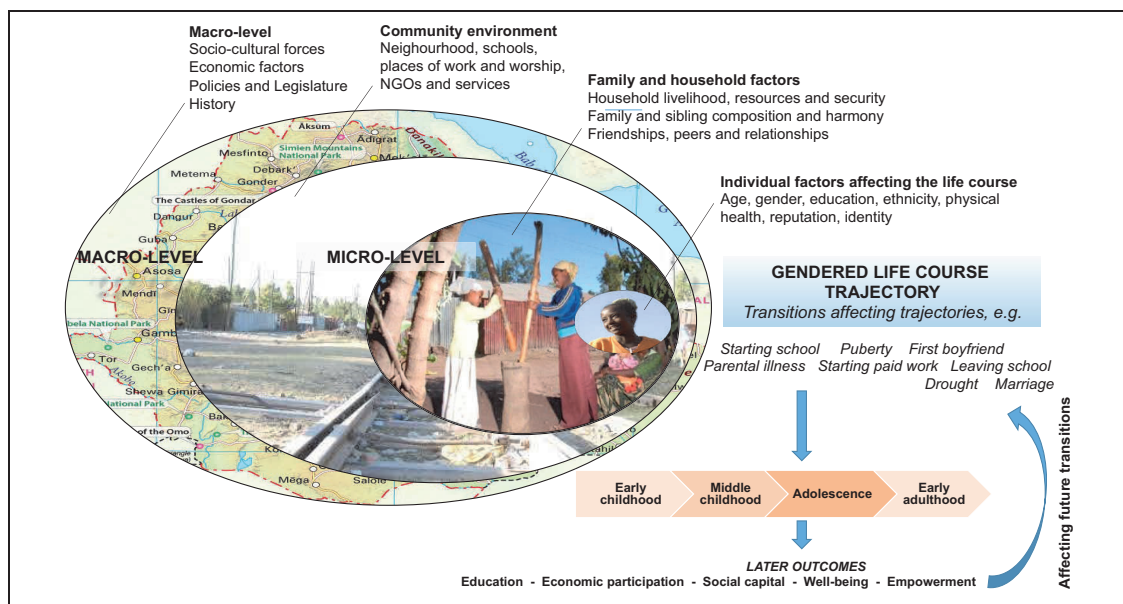 Macro-level
Socio-cultural forces
Economic factors
Policies and Legislature
History
Community environment
Neighourhood, schools,
places of work and worship,
NGOs and services
Family and household factors
Household livelihood, resources and security
Family and sibling composition and harmony
Friendships, peers and relationships
Individual factors affecting the life course
Age, gender, education, ethnicity, physical
health, reputation, identity
MACRO-LEVEL
MICRO-LEVEL
Aksum
Adigrat
Danakil
Simien Mountains
National Park
Mesfinto
Debark
Metema
Gonder
The Castles of Gondar
Dangur
Guba
Asosa
Mendi
National Park
Tor
Akobo
Gech'a
Shewa Gimira
National Park
of the Omo
Mega
GENDERED LIFE COURSE
TRAJECTORY
Transitions affecting trajectories, e.g.
Starting school Puberty First boyfriend
Parental illness Starting paid work Leaving school
Drought Marriage
Early
childhood
Middle
childhood
Adolescence
Early
adulthood
LATER OUTCOMES
Education - Economic participation - Social capital - Well-being - Empowerment
Affecting future transitions